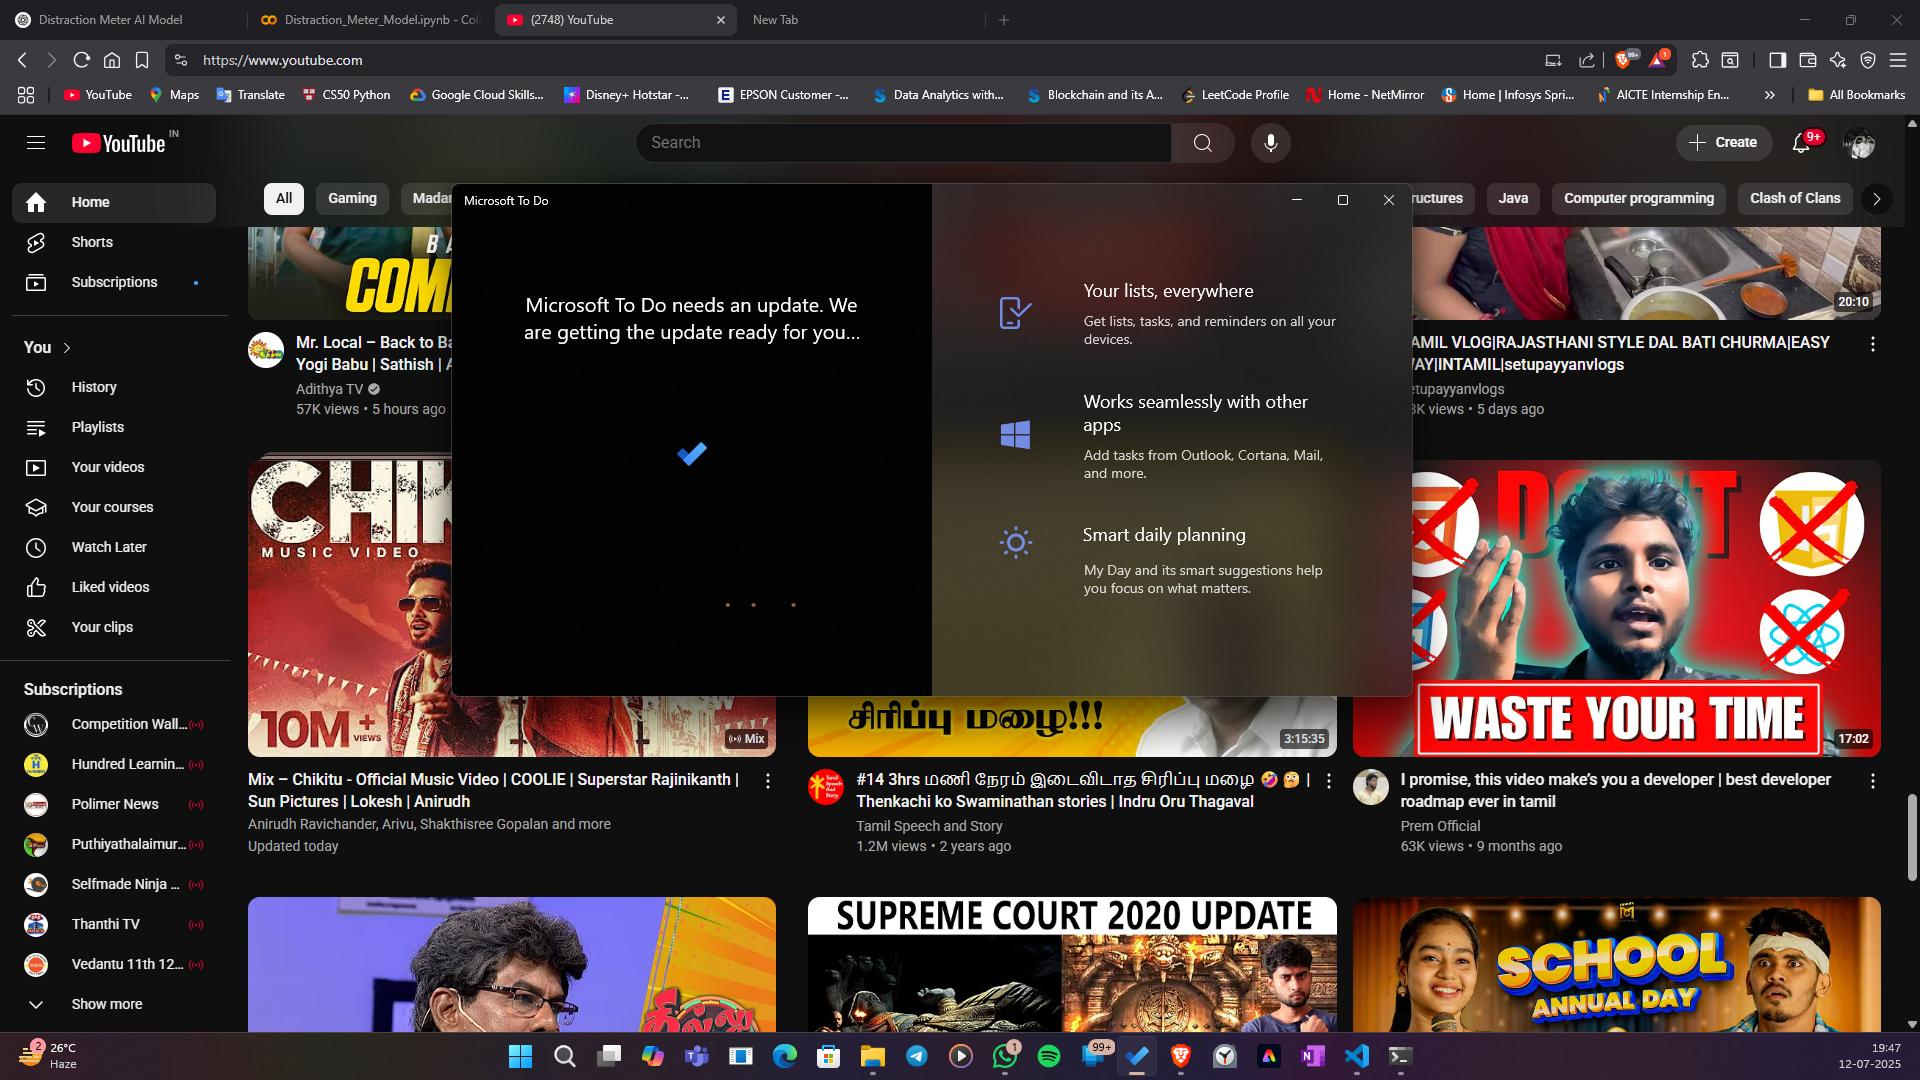 Distraction Meter AI Model
Distraction_Meter_Model.ipynb - Col
(2748) YouTube
New Tab
https://www.youtube.com
99+
1
YouTube
Maps
Translate
CS50 Python
Google Cloud Skills...
Disney+ Hotstar -...
EPSON Customer -...
Data Analytics with...
Blockchain and its A...
LeetCode Profile
Home - NetMirror
Home | Infosys Spri...
AICTE Internship En...
All Bookmarks
YouTube IN
Search
Create
9+
Home
Shorts
Subscriptions
You
History
Playlists
Your videos
Your courses
Watch Later
Liked videos
Your clips
Subscriptions
Competition Wall...
Hundred Learnin...
Polimer News
Puthiyathalaimur...
Selfmade Ninja ...
Thanthi TV
Vedantu 11th 12...
Show more
All
Gaming
Madar
ructures
Java
Computer programming
Clash of Clans
Microsoft To Do
Microsoft To Do needs an update. We
are getting the update ready for you...
Your lists, everywhere
Get lists, tasks, and reminders on all your
devices.
Works seamlessly with other
apps
Add tasks from Outlook, Cortana, Mail,
and more.
Smart daily planning
My Day and its smart suggestions help
you focus on what matters.
BA
COM
Mr. Local – Back to Ba
Yogi Babu | Sathish | A
Adithya TV
57K views • 5 hours ago
20:10
AMIL VLOG|RAJASTHANI STYLE DAL BATI CHURMA|EASY
WAY|INTAMIL|setupayyanvlogs
etupayyanvlogs
3K views • 5 days ago
CHIK
MUSIC VIDEO
10M+
VIEWS
Mix
Mix – Chikitu - Official Music Video | COOLIE | Superstar Rajinikanth |
Sun Pictures | Lokesh | Anirudh
Anirudh Ravichander, Arivu, Shakthisree Gopalan and more
Updated today
சிரிப்பு மழை!!!
3:15:35
#14 3hrs மணி நேரம் இடைவிடாத சிரிப்பு மழை 🤣 🤔 |
Thenkachi ko Swaminathan stories | Indru Oru Thagaval
Tamil Speech and Story
1.2M views • 2 years ago
DON'T
WASTE YOUR TIME
17:02
I promise, this video make's you a developer | best developer
roadmap ever in tamil
Prem Official
63K views • 9 months ago
SUPREME COURT 2020 UPDATE
SCHOOL
ANNUAL DAY
2
26°C
Haze
1
99+
19:47
12-07-2025